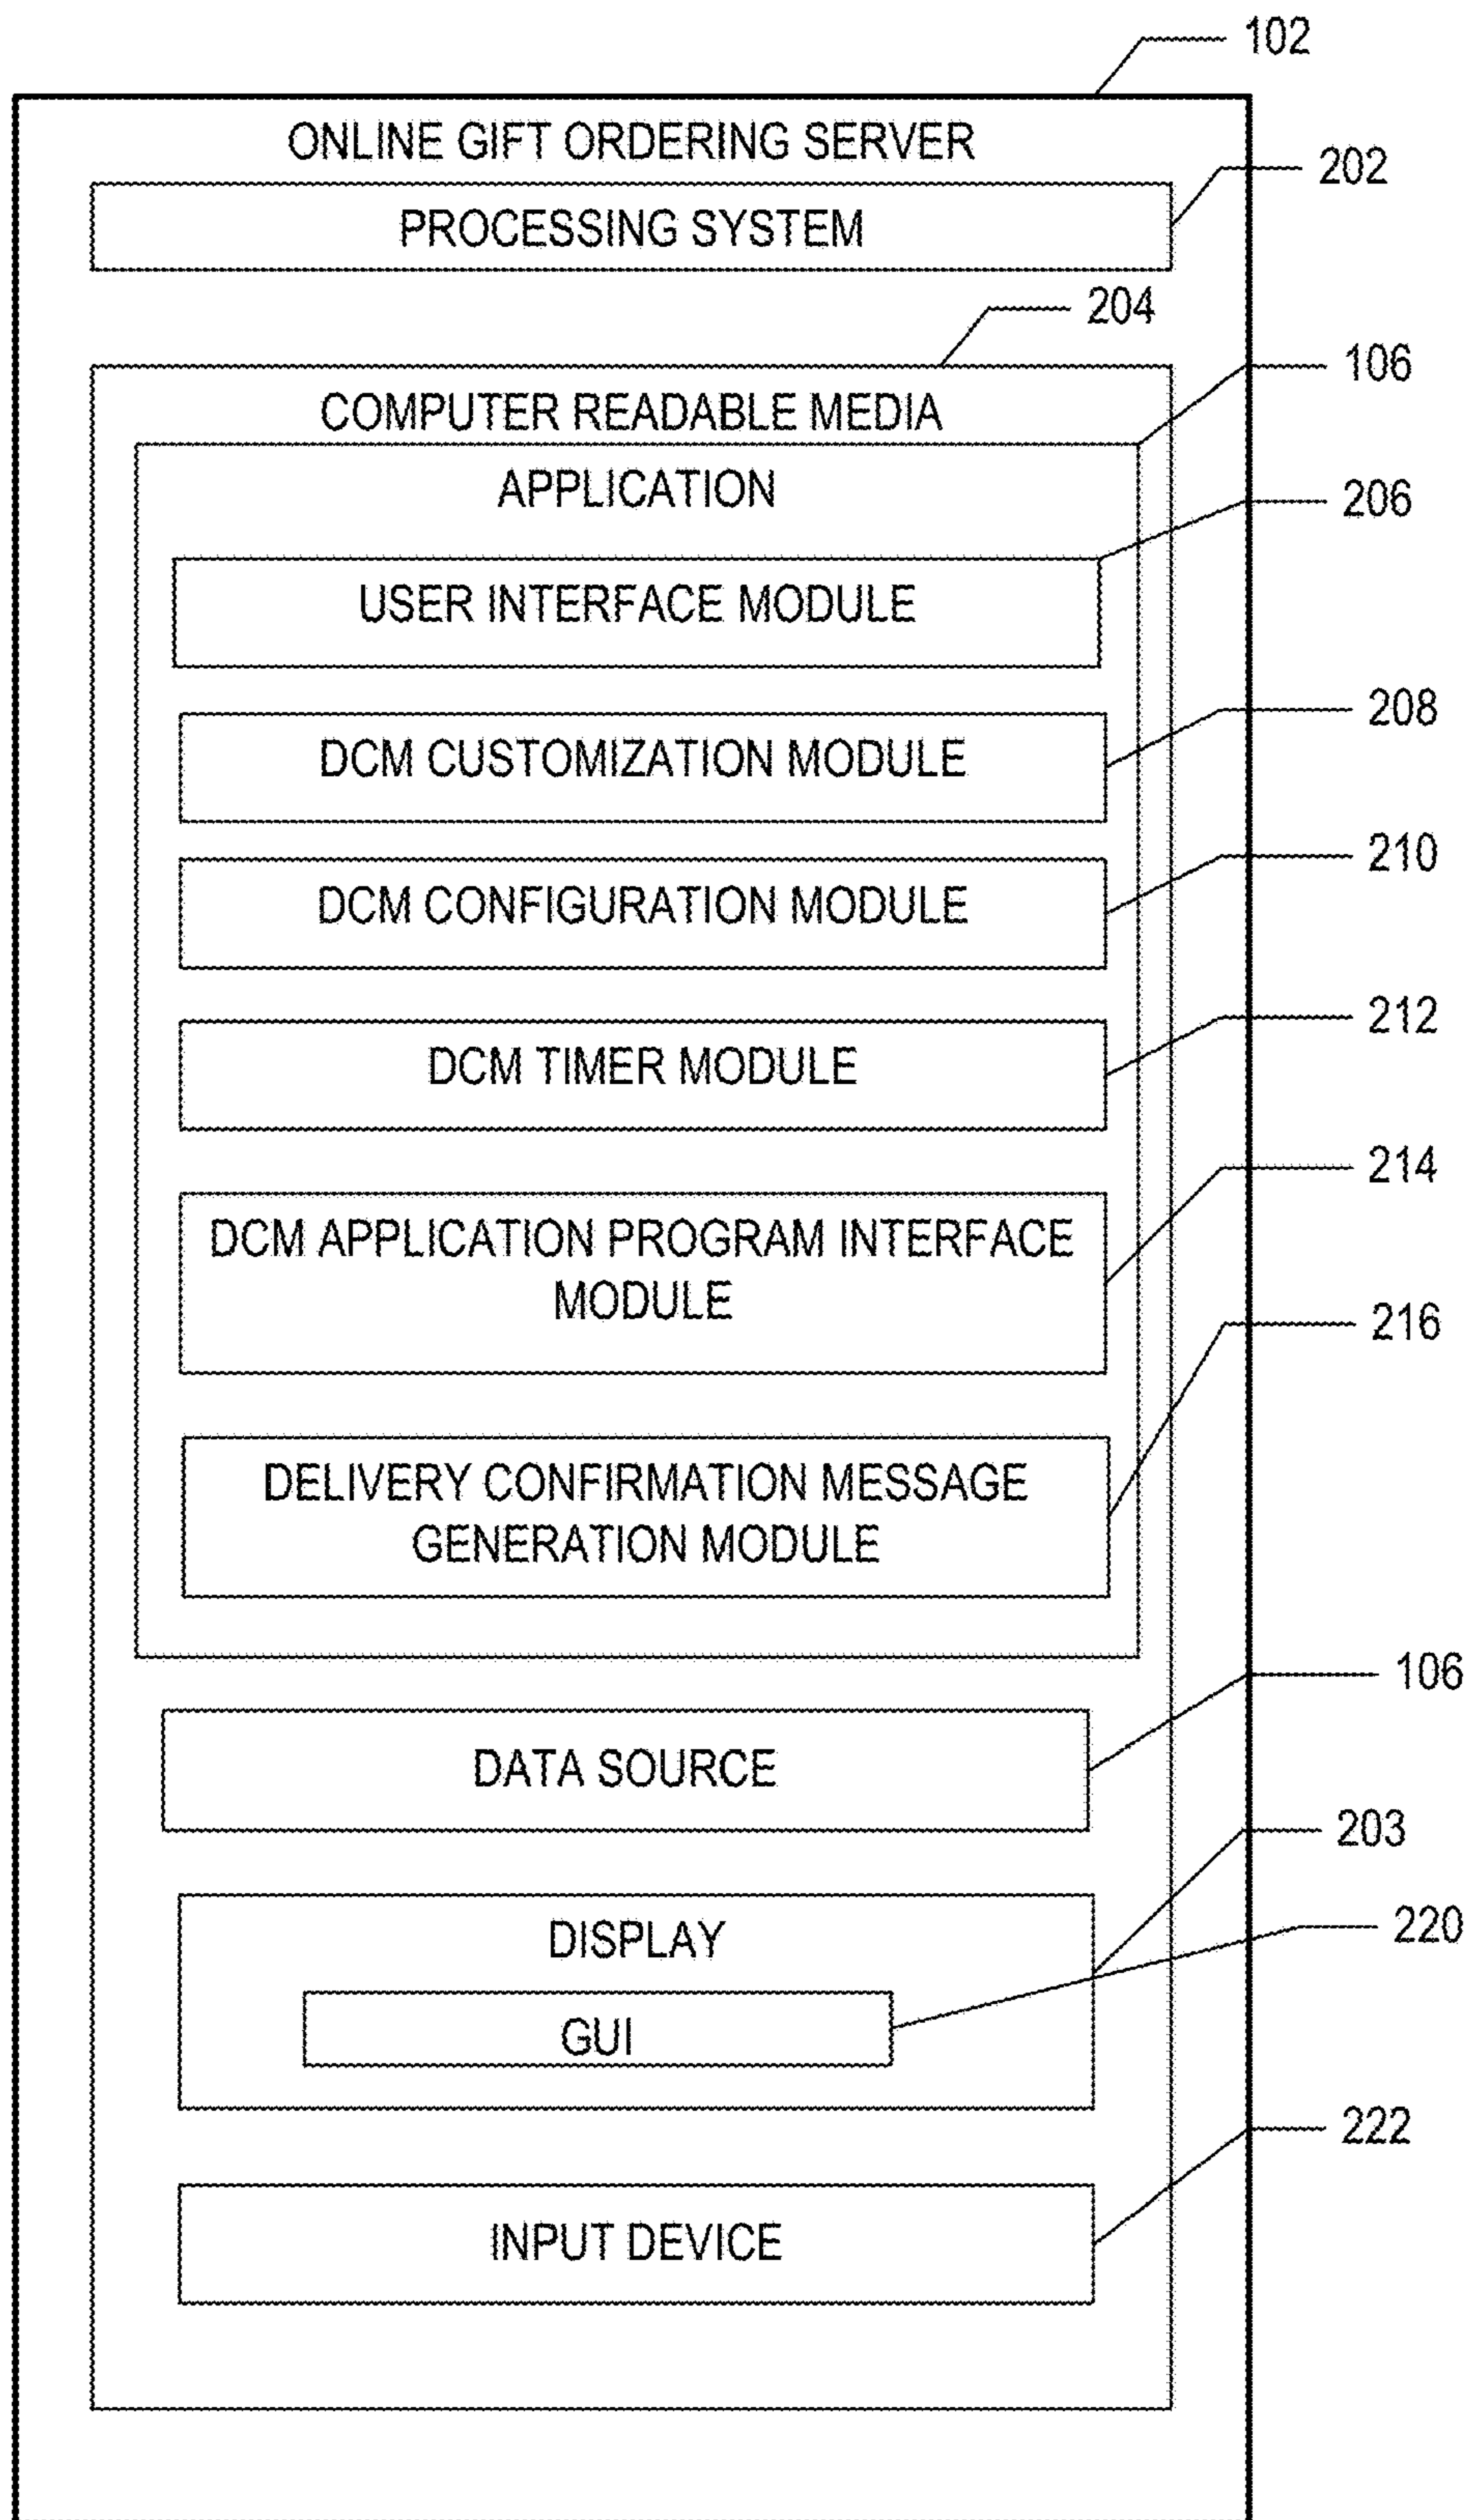 102
ONLINE GIFT ORDERING SERVER
202
PROCESSING SYSTEM
204
106
COMPUTER READABLE MEDIA
APPLICATION
206
USER INTERFACE MODULE
208
DCM CUSTOMIZATION MODULE
210
DCM CONFIGURATION MODULE
212
DCM TIMER MODULE
214
DCM APPLICATION PROGRAM INTERFACE
MODULE
216
DELIVERY CONFIRMATION MESSAGE
GENERATION MODULE
106
DATA SOURCE
203
DISPLAY
220
GUI
222
INPUT DEVICE